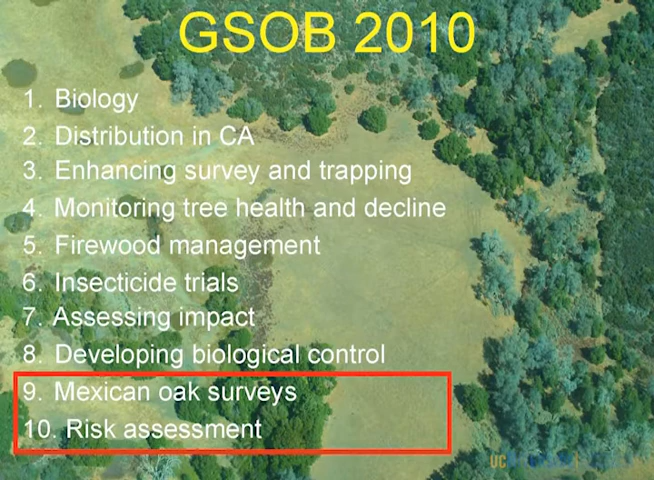 GSOB 2010
1. Biology
2. Distribution in CA
3. Enhancing survey and trapping
4. Monitoring tree health and decline
5. Firewood management
6. Insecticide trials
7. Assessing impact
8. Developing biological control
9. Mexican oak surveys
10. Risk assessment
UC